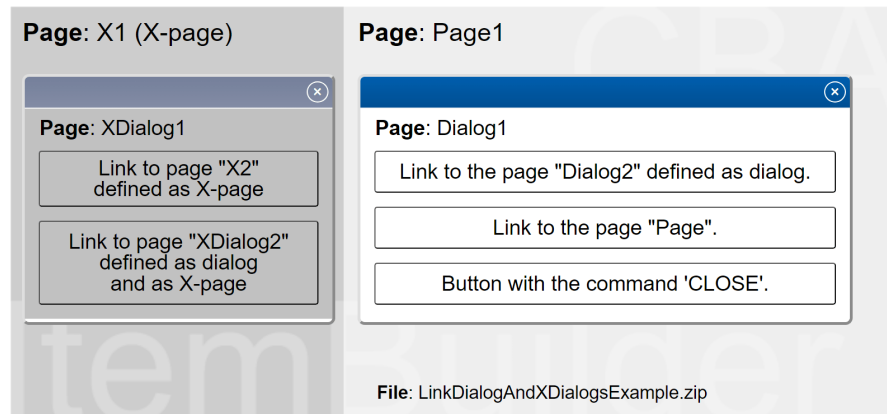 Page: X1 (X-page)
Page: XDialog1
Link to page "X2"
defined as X-page
Link to page "XDialog2"
defined as dialog
and as X-page
Page: Page1
Page: Dialog1
Link to the page "Dialog2" defined as dialog.
Link to the page "Page".
Button with the command 'CLOSE'.
File: LinkDialogAndXDialogsExample.zip
CBA
temBuilder